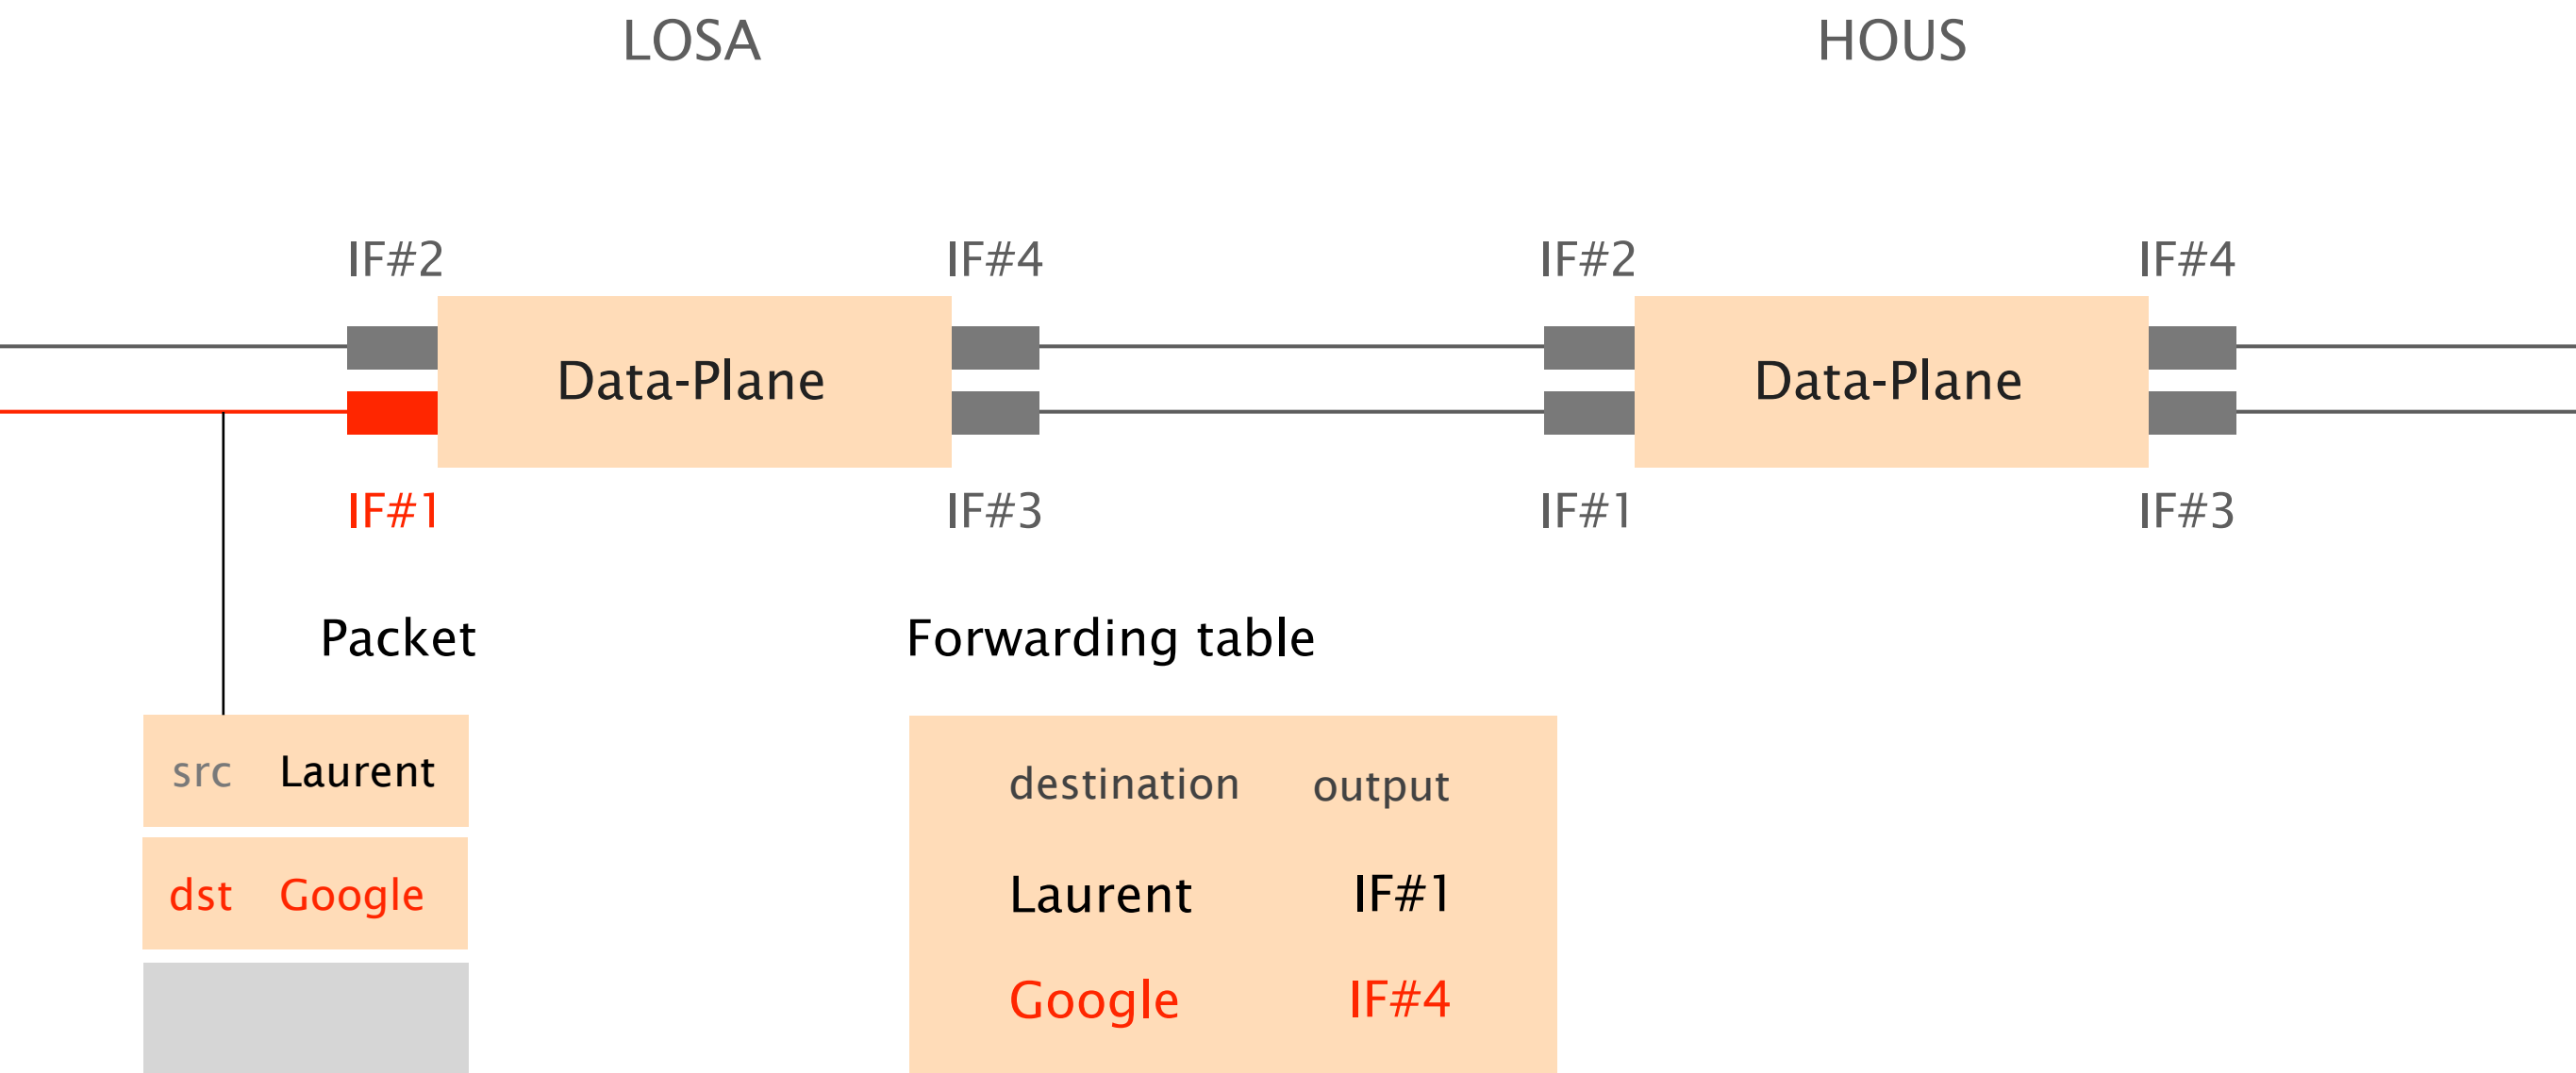 LOSA HOUS
IF#2 IF#4 IF#2 IF#4
Data-Plane Data-Plane
IF#1 IF#3 IF#1 IF#3
Packet Forwarding table
src Laurent
destination output
dst Google
Laurent IF#1
Google IF#4